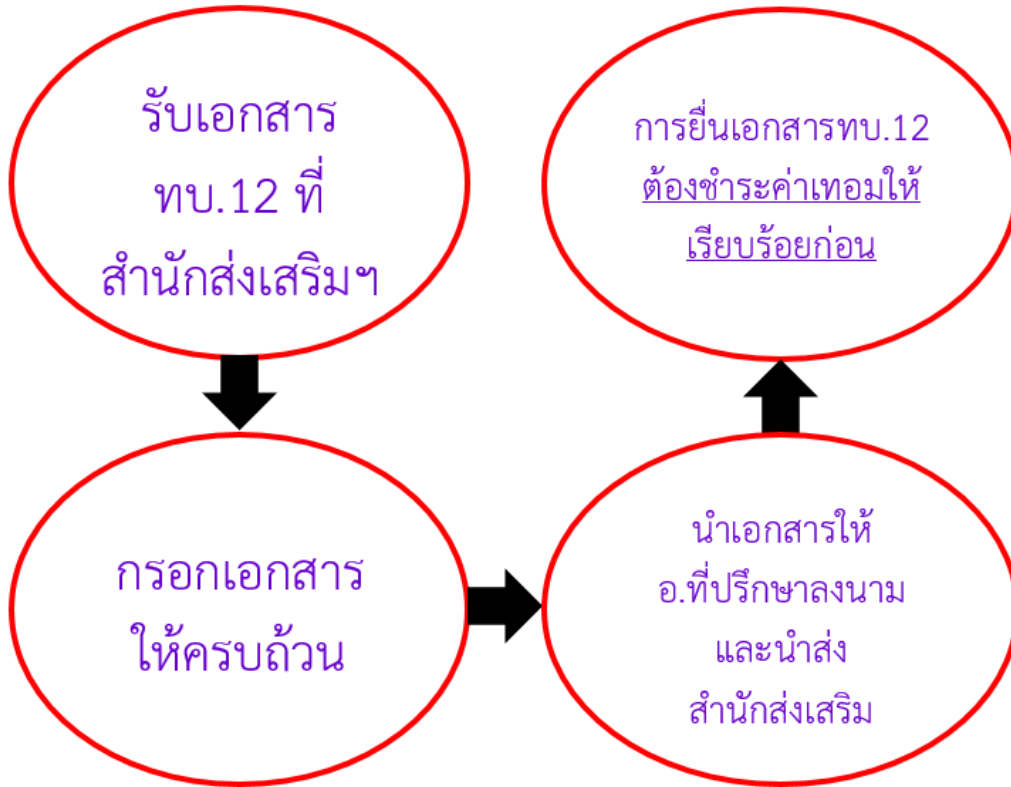 รับเอกสาร
ทบ.12 ที่
สำนักส่งเสริมฯ
กรอกเอกสาร
ให้ครบถ้วน
นำเอกสารให้
อ.ที่ปรึกษาลงนาม
และนำส่ง
สำนักส่งเสริม
การยื่นเอกสารทบ.12
ต้องชำระค่าเทอมให้
เรียบร้อยก่อน